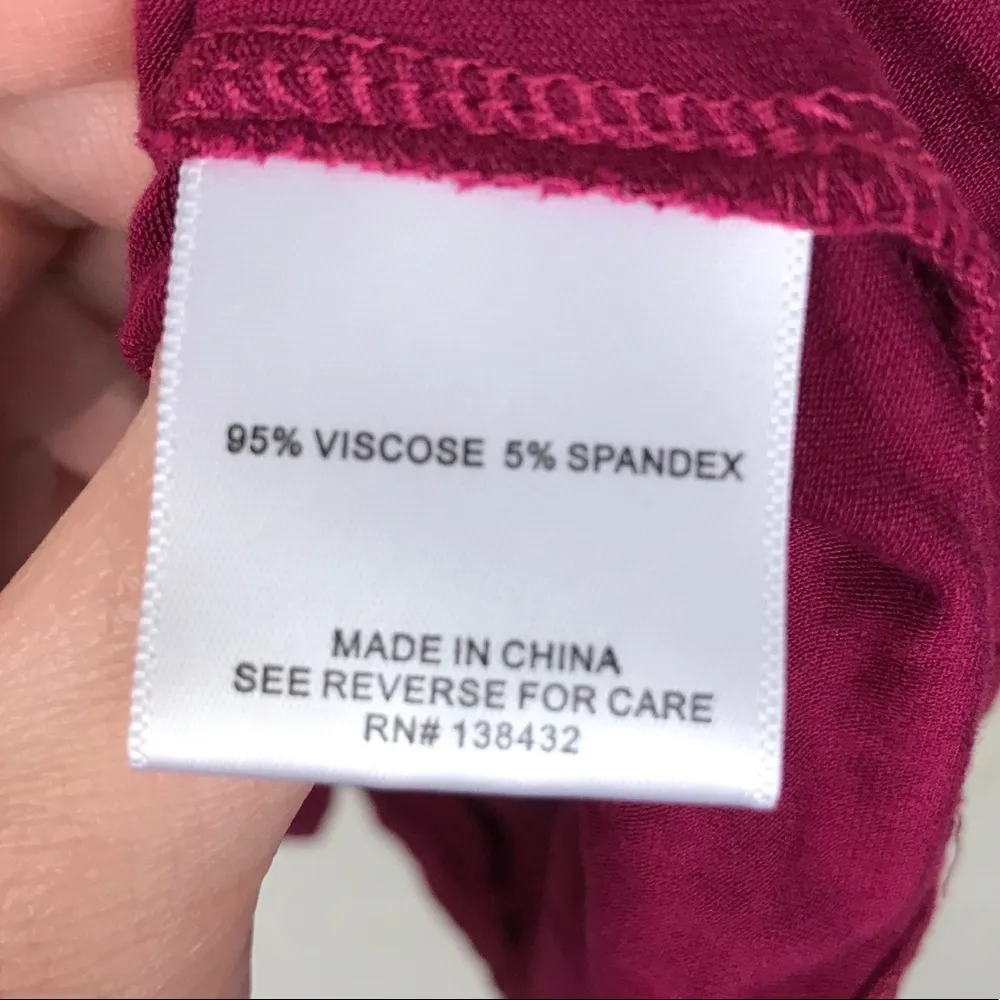 95% VISCOSE 5% SPANDEX
MADE IN CHINA
SEE REVERSE FOR CARE
RN# 138432